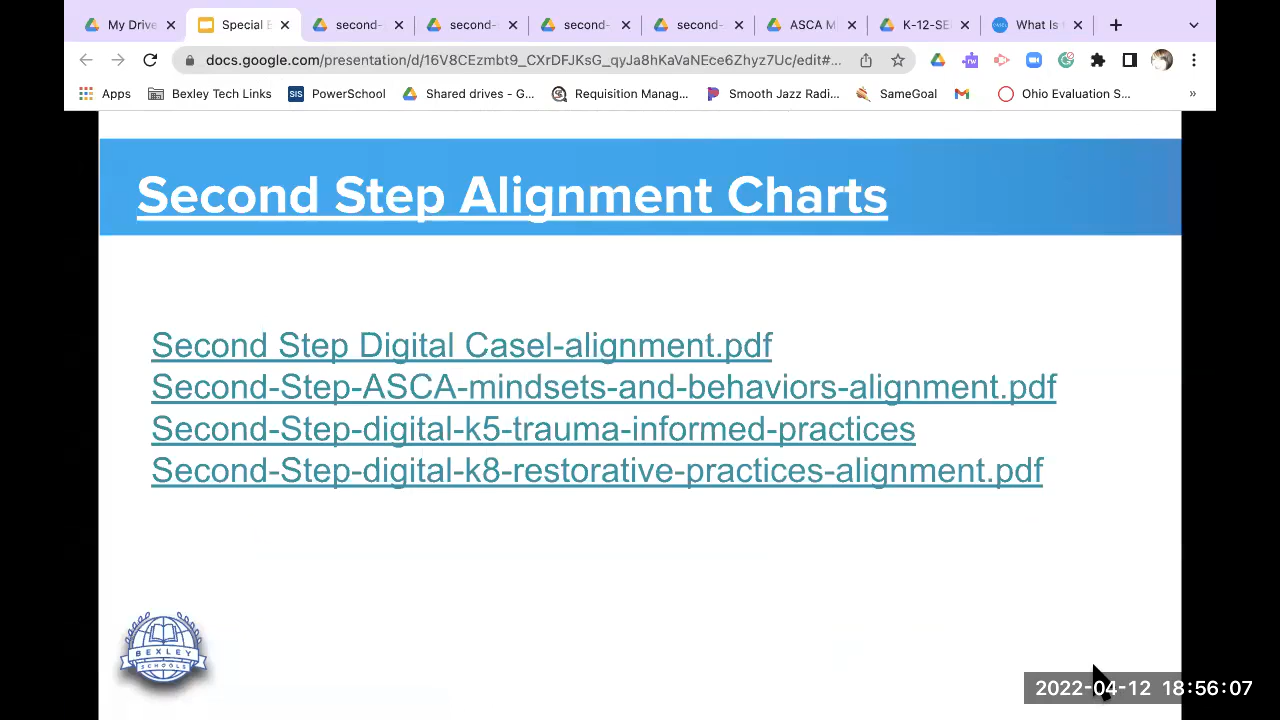 My Drive
Special E
second-
second-
second-
second-
ASCA M
K-12-SE
What Is
docs.google.com/presentation/d/16V8CEzmbt9_CXrDFJKsG_qyJa8hKaVaNEce6Zhyz7Uc/edit#...
Apps
Bexley Tech Links
SIS PowerSchool
Shared drives - G...
Requisition Manag...
Smooth Jazz Radi...
SameGoal
Ohio Evaluation S...
»
Second Step Alignment Charts
Second Step Digital Casel-alignment.pdf
Second-Step-ASCA-mindsets-and-behaviors-alignment.pdf
Second-Step-digital-k5-trauma-informed-practices
Second-Step-digital-k8-restorative-practices-alignment.pdf
BEXLEY
SCHOOLS
2022-04-12 18:56:07